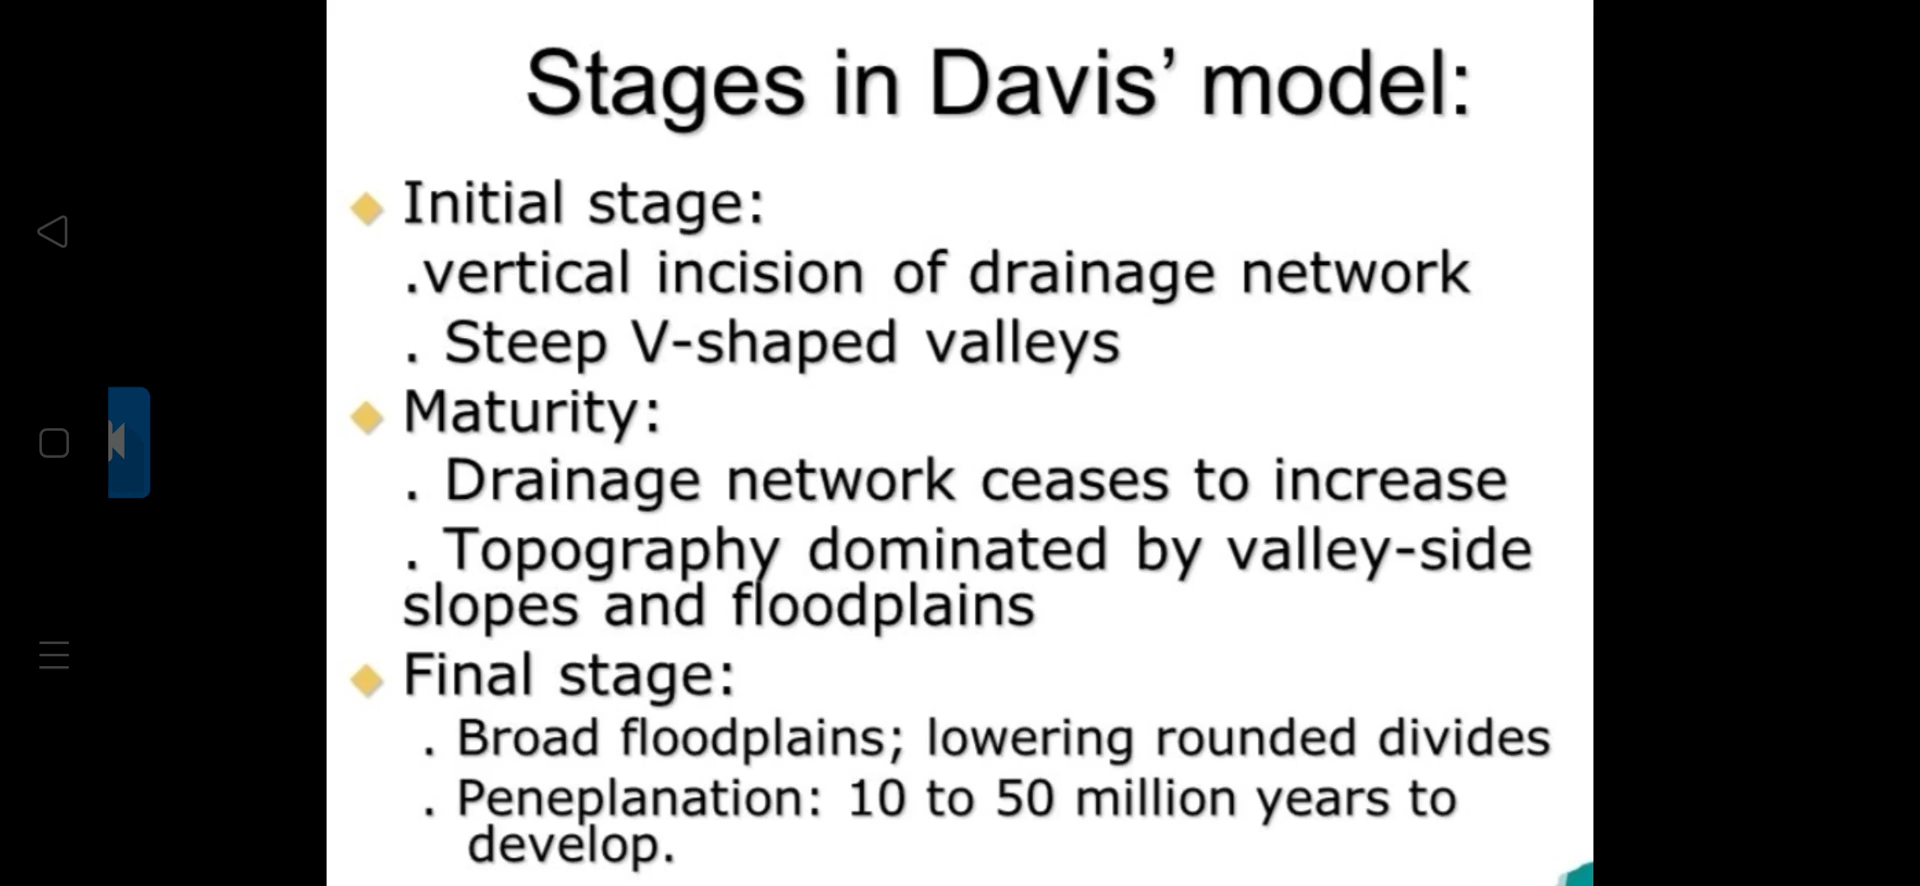 Stages in Davis’ model:
Initial stage:
.vertical incision of drainage network
. Steep V-shaped valleys
Maturity:
. Drainage network ceases to increase
. Topography dominated by valley-side
slopes and floodplains
Final stage:
. Broad floodplains; lowering rounded divides
. Peneplanation: 10 to 50 million years to
develop.